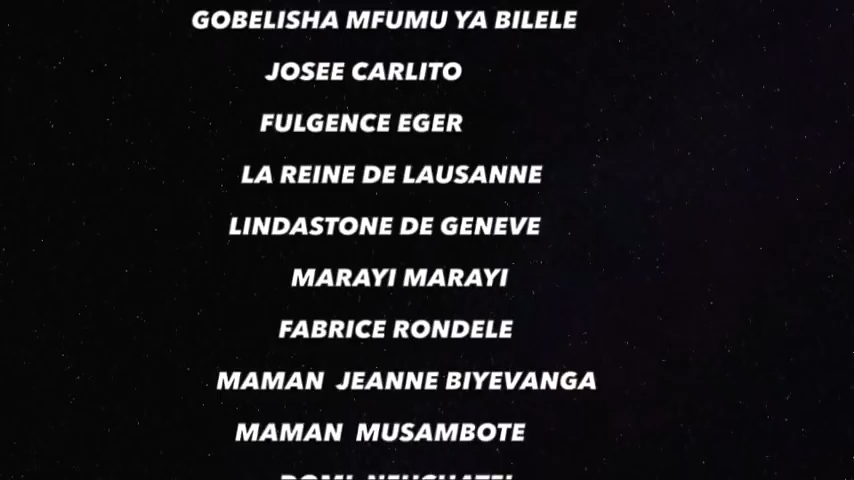 GOBELISHA MFUMU YA BILELE
JOSEE CARLITO
FULGENCE EGER
LA REINE DE LAUSANNE
LINDASTONE DE GENEVE
MARAYI MARAYI
FABRICE RONDELE
MAMAN JEANNE BIYEVANGA
MAMAN MUSAMBOTE